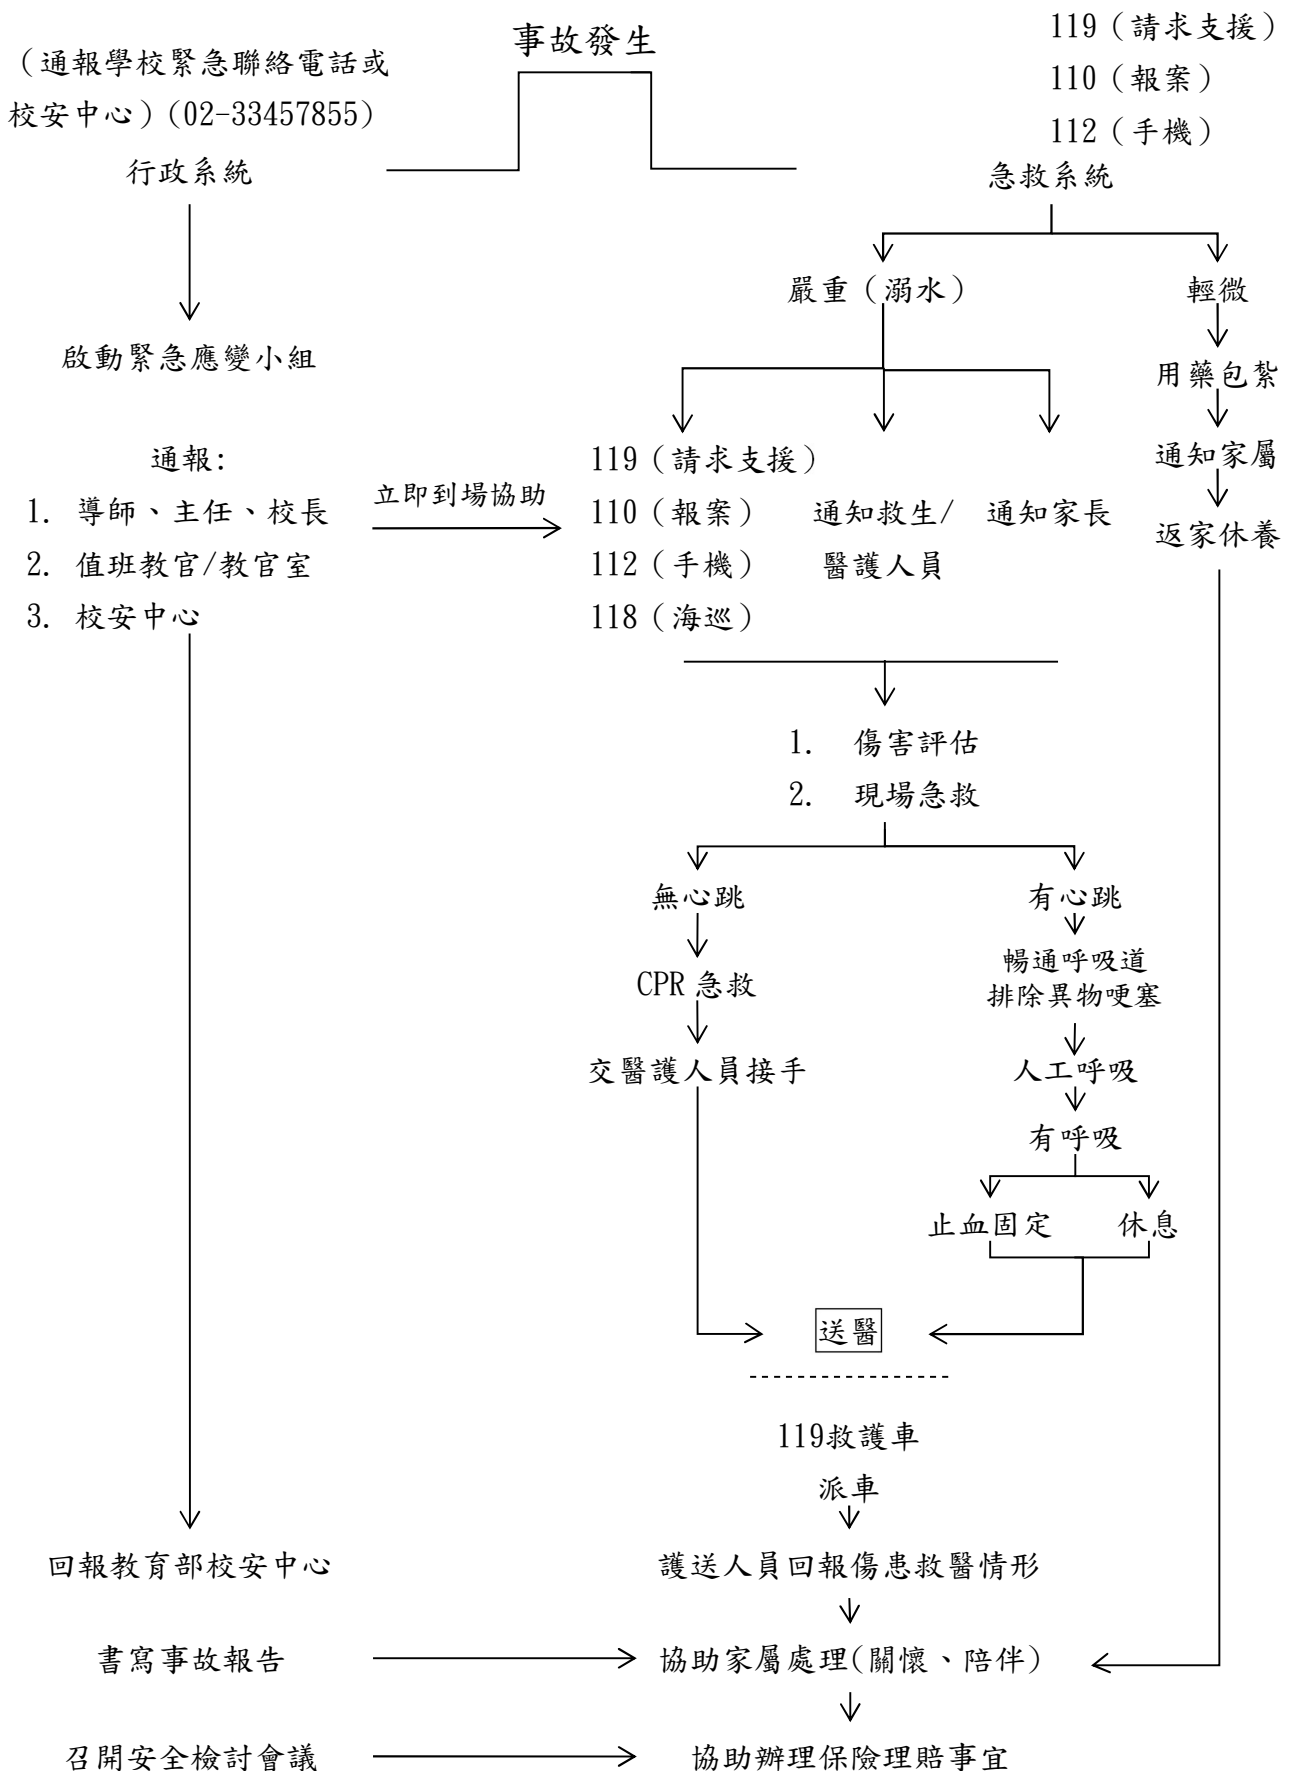 事故發生
（通報學校緊急聯絡電話或
校安中心）(02-33457855)
行政系統
119（請求支援）
110（報案）
112（手機）
急救系統
啟動緊急應變小組
通報:
1. 導師、主任、校長
2. 值班教官/教官室
3. 校安中心
立即到場協助
嚴重（溺水）
輕微
119（請求支援）
110（報案）
112（手機）
118（海巡）
通知救生/
醫護人員
通知家長
用藥包紮
通知家屬
返家休養
1. 傷害評估
2. 現場急救
無心跳
CPR 急救
交醫護人員接手
有心跳
暢通呼吸道
排除異物哽塞
人工呼吸
有呼吸
止血固定
休息
送醫
119救護車
派車
回報教育部校安中心
護送人員回報傷患救醫情形
書寫事故報告
協助家屬處理(關懷、陪伴)
召開安全檢討會議
協助辦理保險理賠事宜